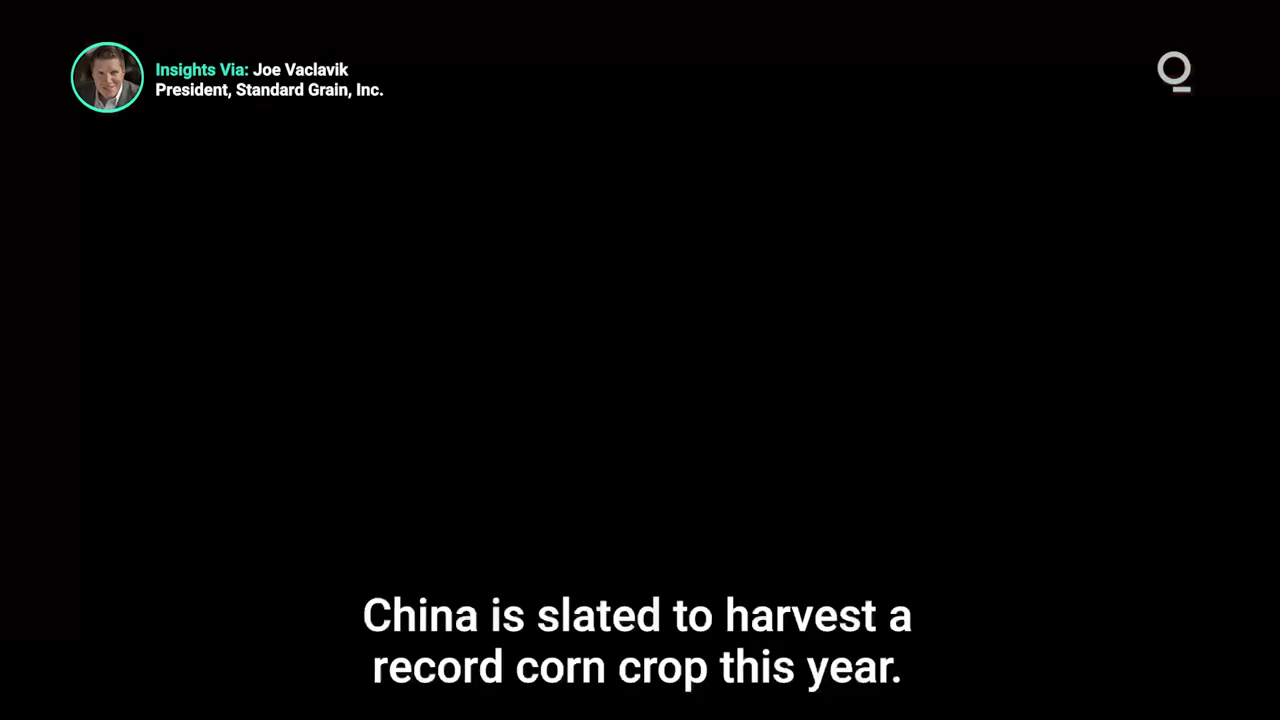 Insights Via: Joe Vaclavik
President, Standard Grain, Inc.
China is slated to harvest a
record corn crop this year.